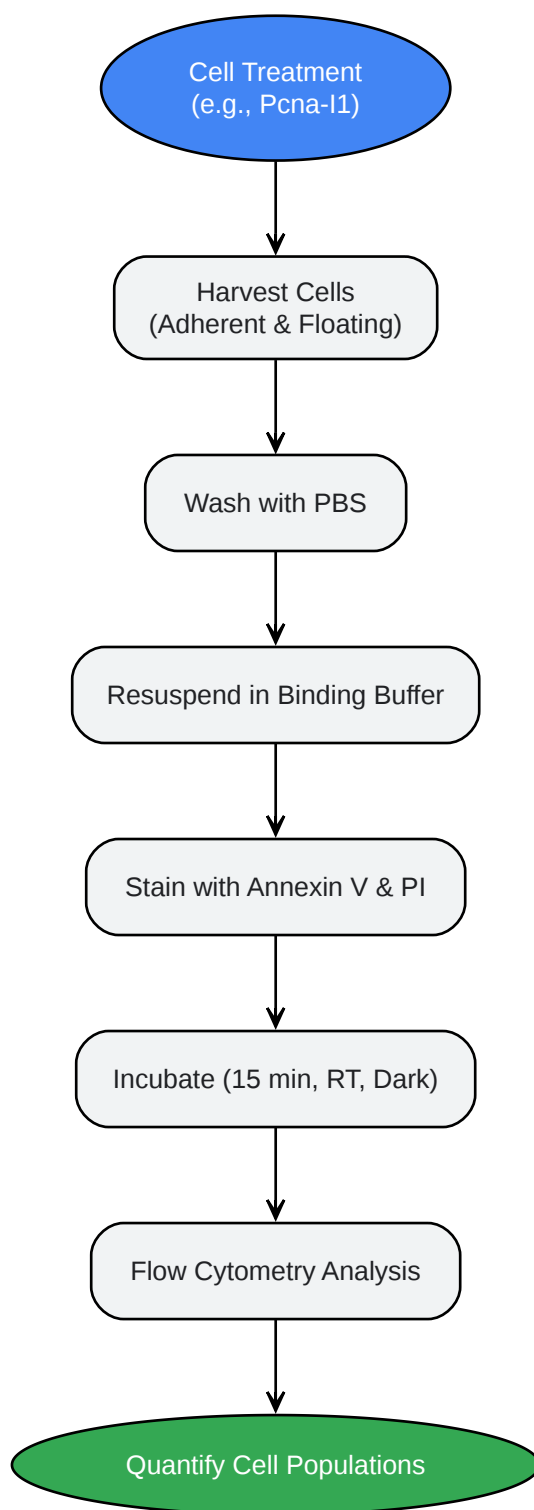 Cell Treatment
(e.g., Pcna-I1)
Harvest Cells
(Adherent & Floating)
Wash with PBS
Resuspend in Binding Buffer
Stain with Annexin V & PI
Incubate (15 min, RT, Dark)
Flow Cytometry Analysis
Quantify Cell Populations